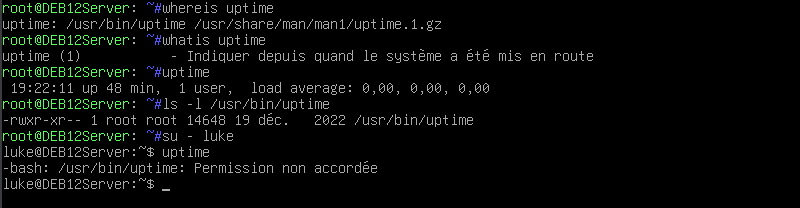 root@DEB12Server: ~#whereis uptime
uptime: /usr/bin/uptime /usr/share/man/man1/uptime.1.gz
root@DEB12Server: ~#whatis uptime
uptime (1)           - Indiquer depuis quand le système a été mis en route
root@DEB12Server: ~#uptime
 19:22:11 up 48 min,  1 user,  load average: 0,00, 0,00, 0,00
root@DEB12Server: ~#ls -l /usr/bin/uptime
-rwxr-xr-- 1 root root 14648 19 déc.   2022 /usr/bin/uptime
root@DEB12Server: ~#su - luke
luke@DEB12Server:~$ uptime
-bash: /usr/bin/uptime: Permission non accordée
luke@DEB12Server:~$ _